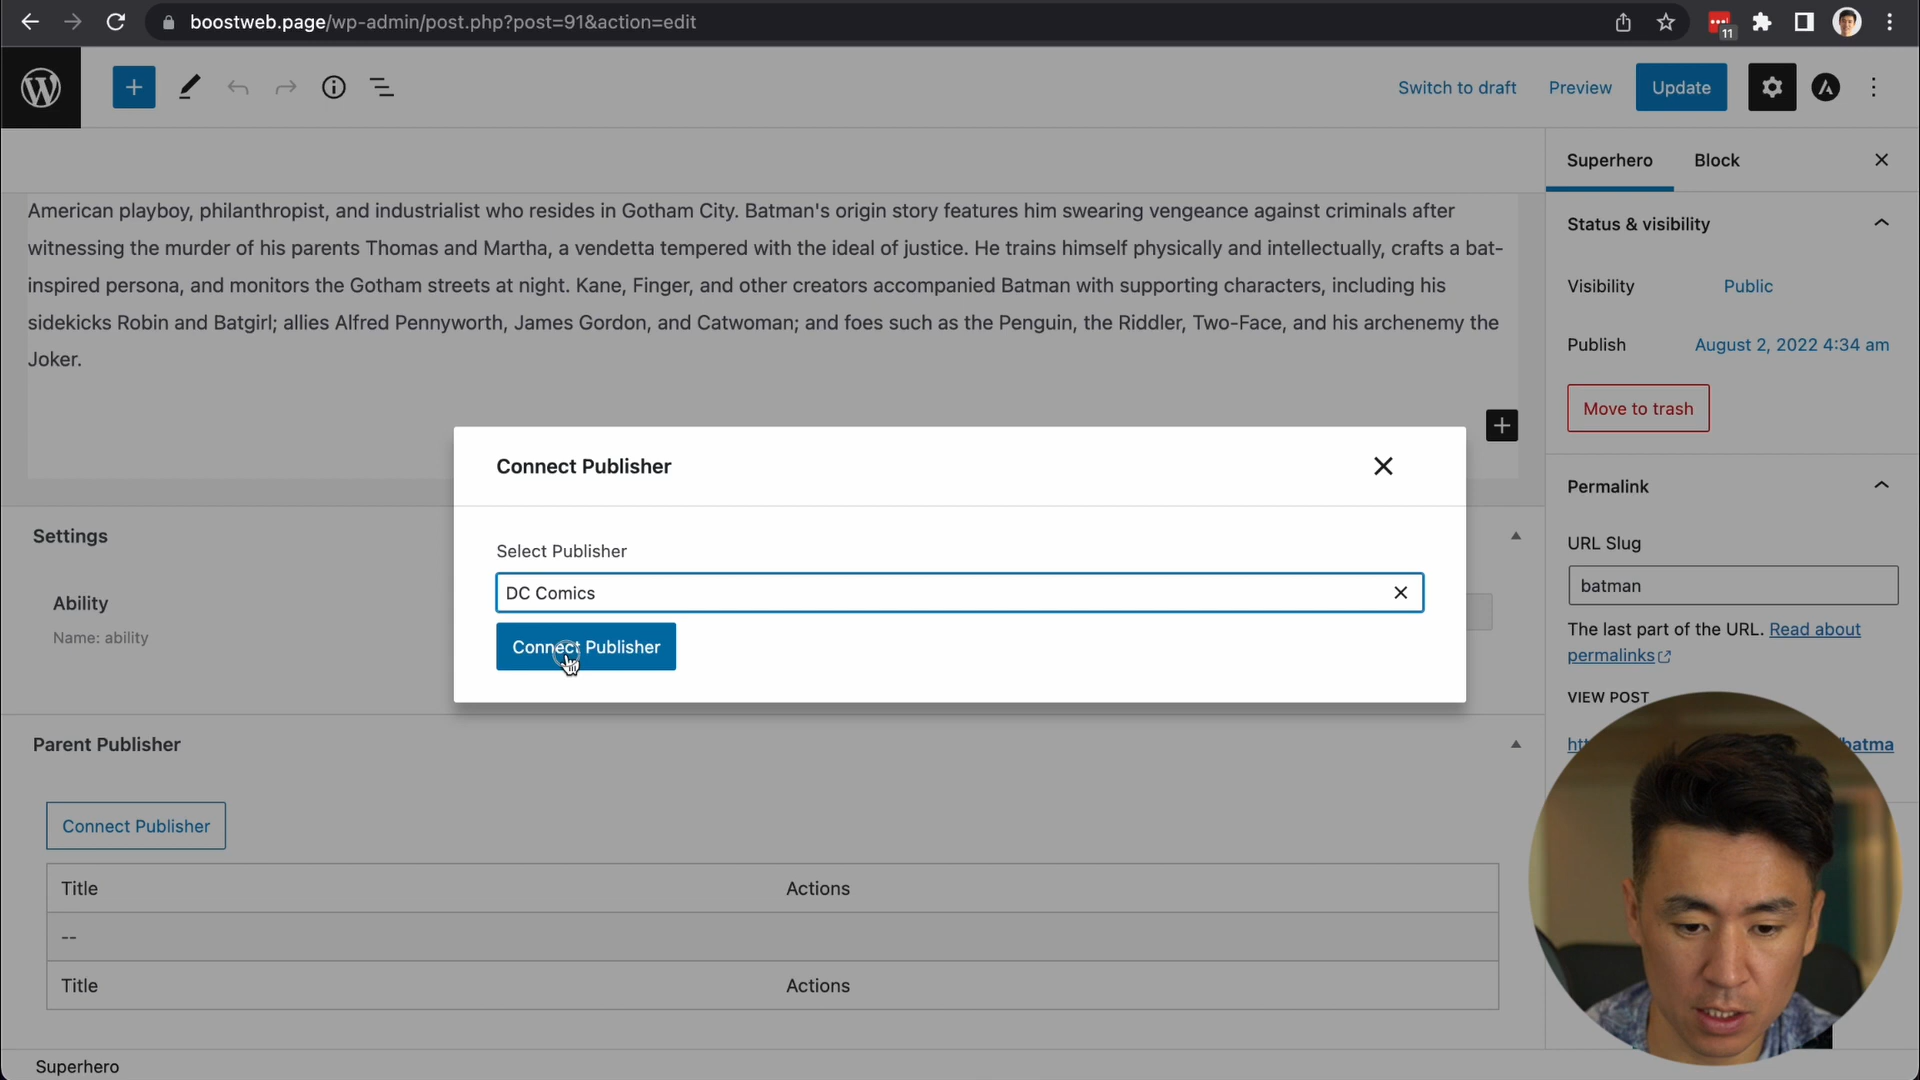 boostweb.page/wp-admin/post.php?post=91&action=edit
11
Switch to draft
Preview
Update
Superhero
Block
American playboy, philanthropist, and industrialist who resides in Gotham City. Batman's origin story features him swearing vengeance against criminals after
witnessing the murder of his parents Thomas and Martha, a vendetta tempered with the ideal of justice. He trains himself physically and intellectually, crafts a bat-
inspired persona, and monitors the Gotham streets at night. Kane, Finger, and other creators accompanied Batman with supporting characters, including his
sidekicks Robin and Batgirl; allies Alfred Pennyworth, James Gordon, and Catwoman; and foes such as the Penguin, the Riddler, Two-Face, and his archenemy the
Joker.
Status & visibility
Visibility
Public
Publish
August 2, 2022 4:34 am
Move to trash
Connect Publisher
Select Publisher
DC Comics
Connect Publisher
Settings
Ability
Name: ability
Permalink
URL Slug
batman
The last part of the URL. Read about
permalinks
VIEW POST
batma
Parent Publisher
Connect Publisher
Title Actions
--
Title Actions
Superhero